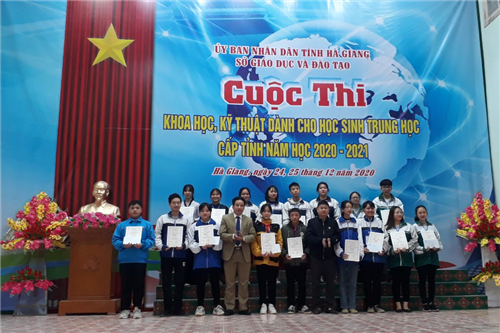 ỦY BAN NHÂN DÂN TỈNH HÀ GIANG
SỞ GIÁO DỤC VÀ ĐÀO TẠO
Cuộc Thi
KHOA HỌC, KỸ THUẬT DÀNH CHO HỌC SINH TRUNG HỌC
CẤP TỈNH NĂM HỌC 2020 - 2021
Hà Giang, ngày 24, 25 tháng 12 năm 2020